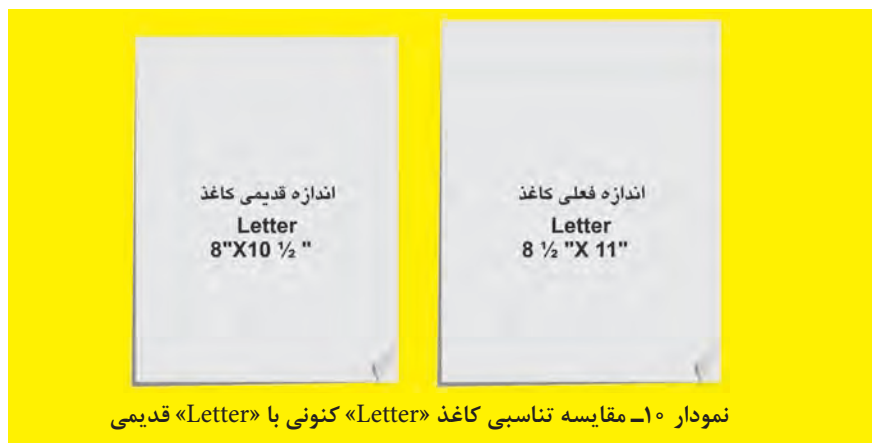 اندازه فعلی کاغذ
Letter
8 ½ "X 11"
اندازه قدیمی کاغذ
Letter
8"X10 ½ "
نمودار ۱۰ـ مقایسه تناسبی کاغذ «Letter» کنونی با «Letter» قدیمی